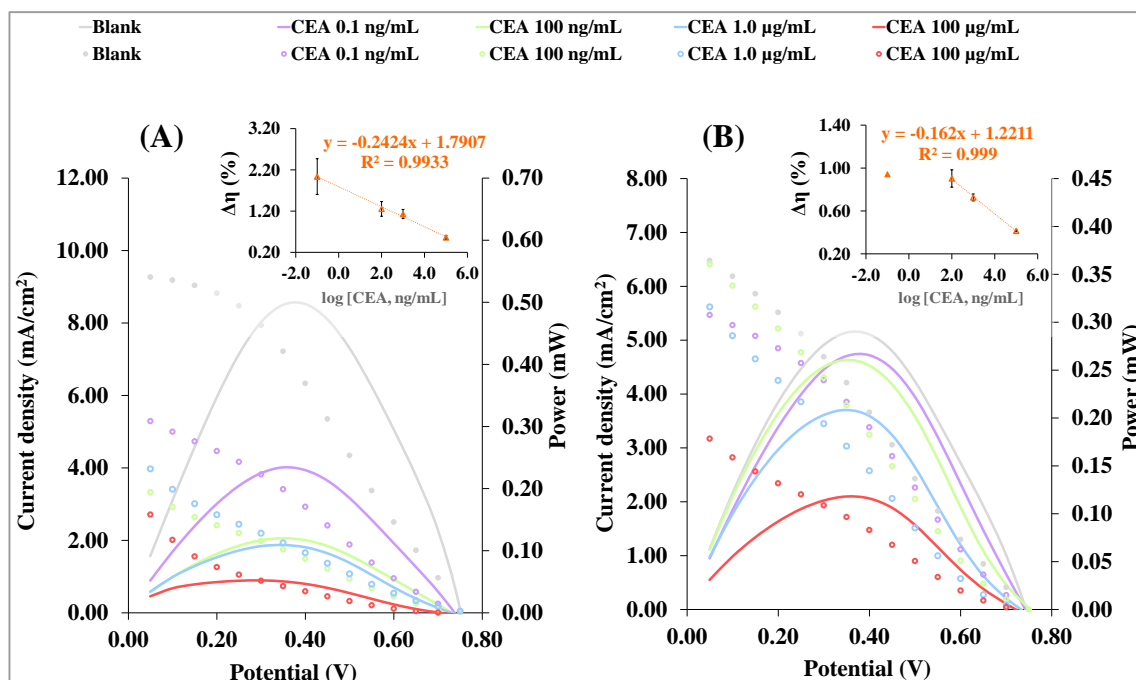 Blank CEA 0.1 ng/mL CEA 100 ng/mL CEA 1.0 µg/mL CEA 100 µg/mL
Blank CEA 0.1 ng/mL CEA 100 ng/mL CEA 1.0 µg/mL CEA 100 µg/mL
(A)
Current density (mA/cm²)
12.00
10.00
8.00
6.00
4.00
2.00
0.00
0.00 0.20 0.40 0.60 0.80
Potential (V)
0.70
0.60
0.50
0.40
0.30
0.20
0.10
0.00
Power (mW)
Δη (%)
3.20
2.20
1.20
0.20
y = -0.2424x + 1.7907
R² = 0.9933
-2.0 0.0 2.0 4.0 6.0
log [CEA, ng/mL]
(B)
Current density (mA/cm²)
8.00
7.00
6.00
5.00
4.00
3.00
2.00
1.00
0.00
0.00 0.20 0.40 0.60 0.80
Potential (V)
0.45
0.40
0.35
0.30
0.25
0.20
0.15
0.10
0.05
0.00
Power (mW)
Δη (%)
1.40
1.00
0.60
0.20
y = -0.162x + 1.2211
R² = 0.999
-2.0 0.0 2.0 4.0 6.0
log [CEA, ng/mL]